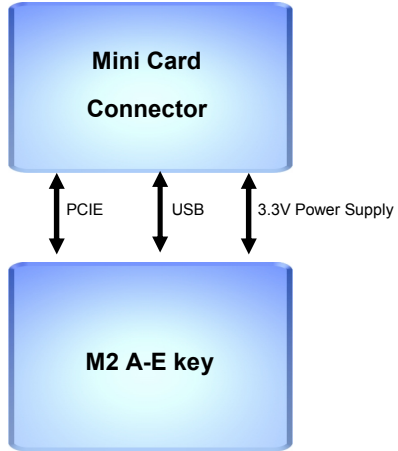 Mini Card
Connector
PCIE
USB
3.3V Power Supply
M2 A-E key